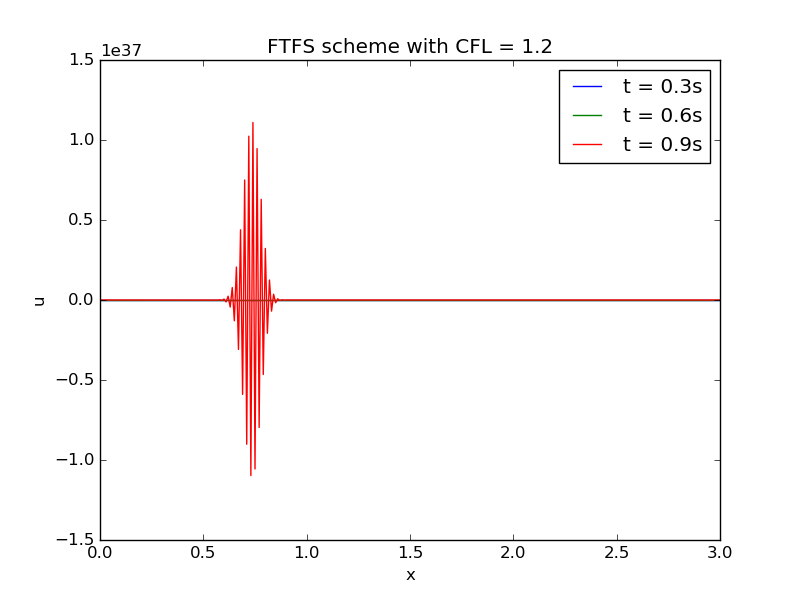 FTFS scheme with CFL = 1.2
1e37
1.5
1.0
0.5
0.0
−0.5
−1.0
−1.5
u
t = 0.3s
t = 0.6s
t = 0.9s
0.0 0.5 1.0 1.5 2.0 2.5 3.0
x